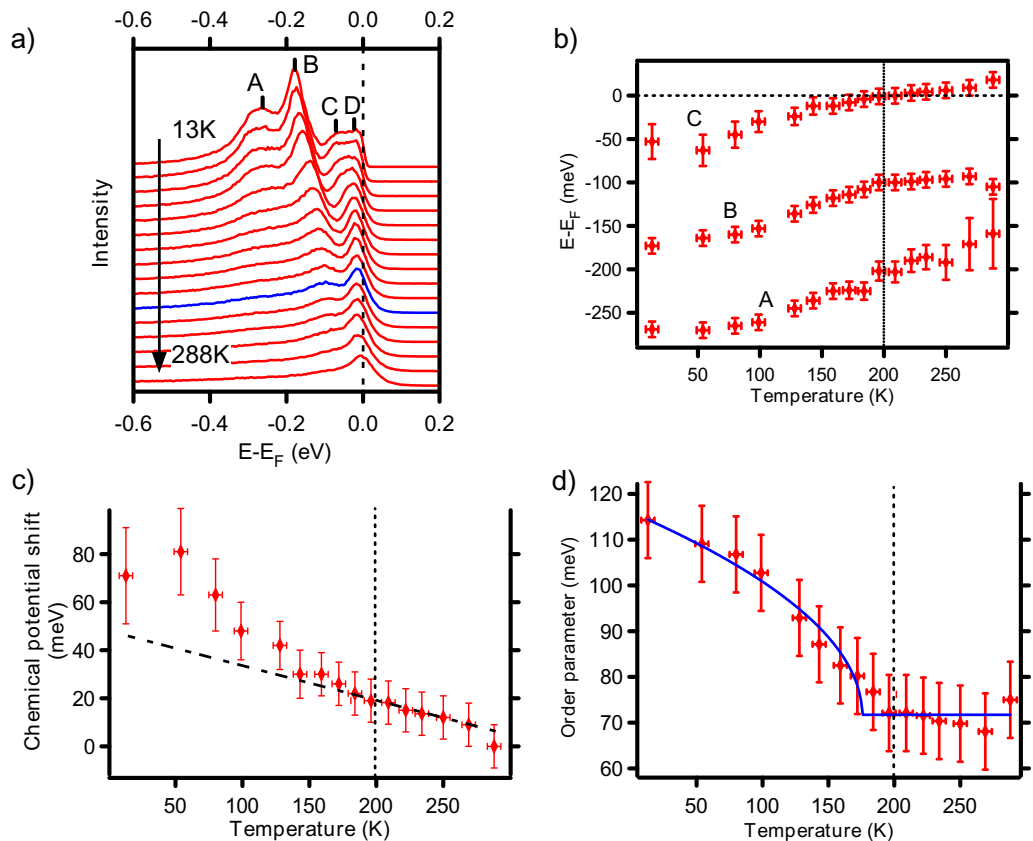 a)
-0.6 -0.4 -0.2 0.0 0.2
A B C D
13K
288K
Intensity
-0.6 -0.4 -0.2 0.0 0.2
E-EF (eV)
b)
0
-50
-100
-150
-200
-250
E-EF (meV)
C
B
A
50 100 150 200 250
Temperature (K)
c)
80
60
40
20
0
Chemical potential shift
(meV)
50 100 150 200 250
Temperature (K)
d)
120
110
100
90
80
70
60
Order parameter (meV)
50 100 150 200 250
Temperature (K)